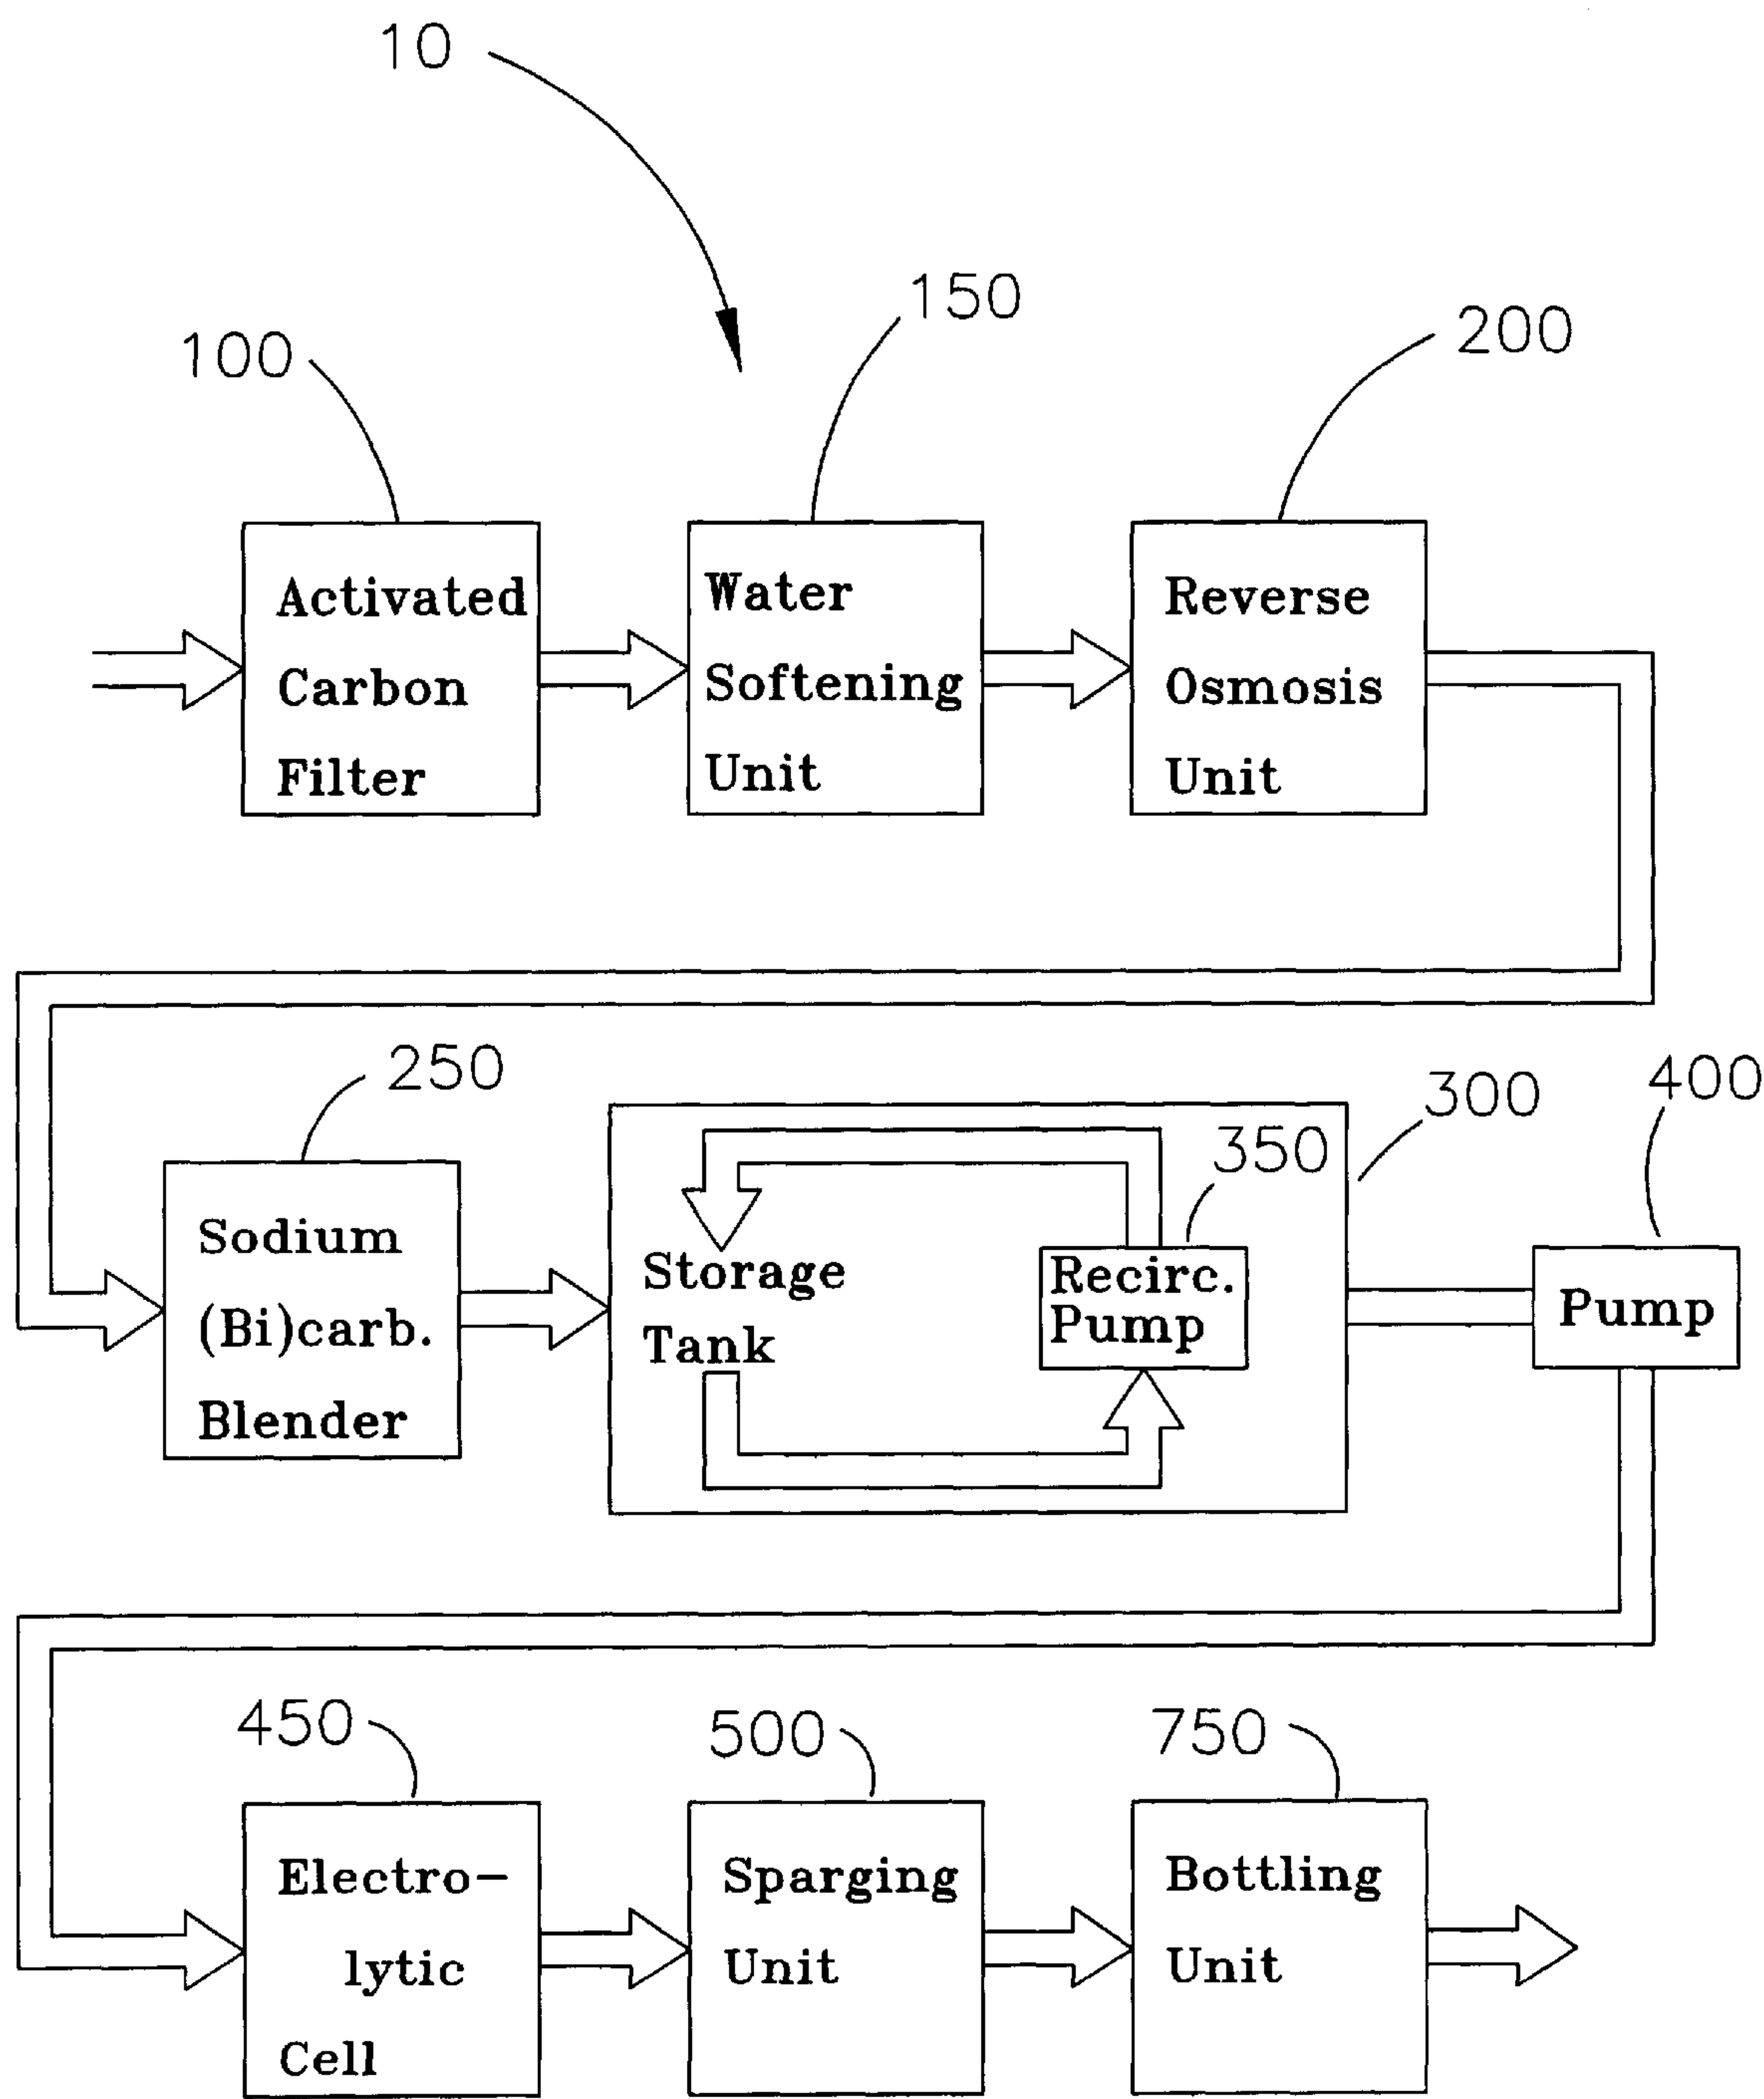 10
100
150
200
Activated
Carbon
Filter
Water
Softening
Unit
Reverse
Osmosis
Unit
250
300
350
400
Sodium
(Bi)carb.
Blender
Storage
Tank
Recirc.
Pump
Pump
450
500
750
Electro-
lytic
Cell
Sparging
Unit
Bottling
Unit